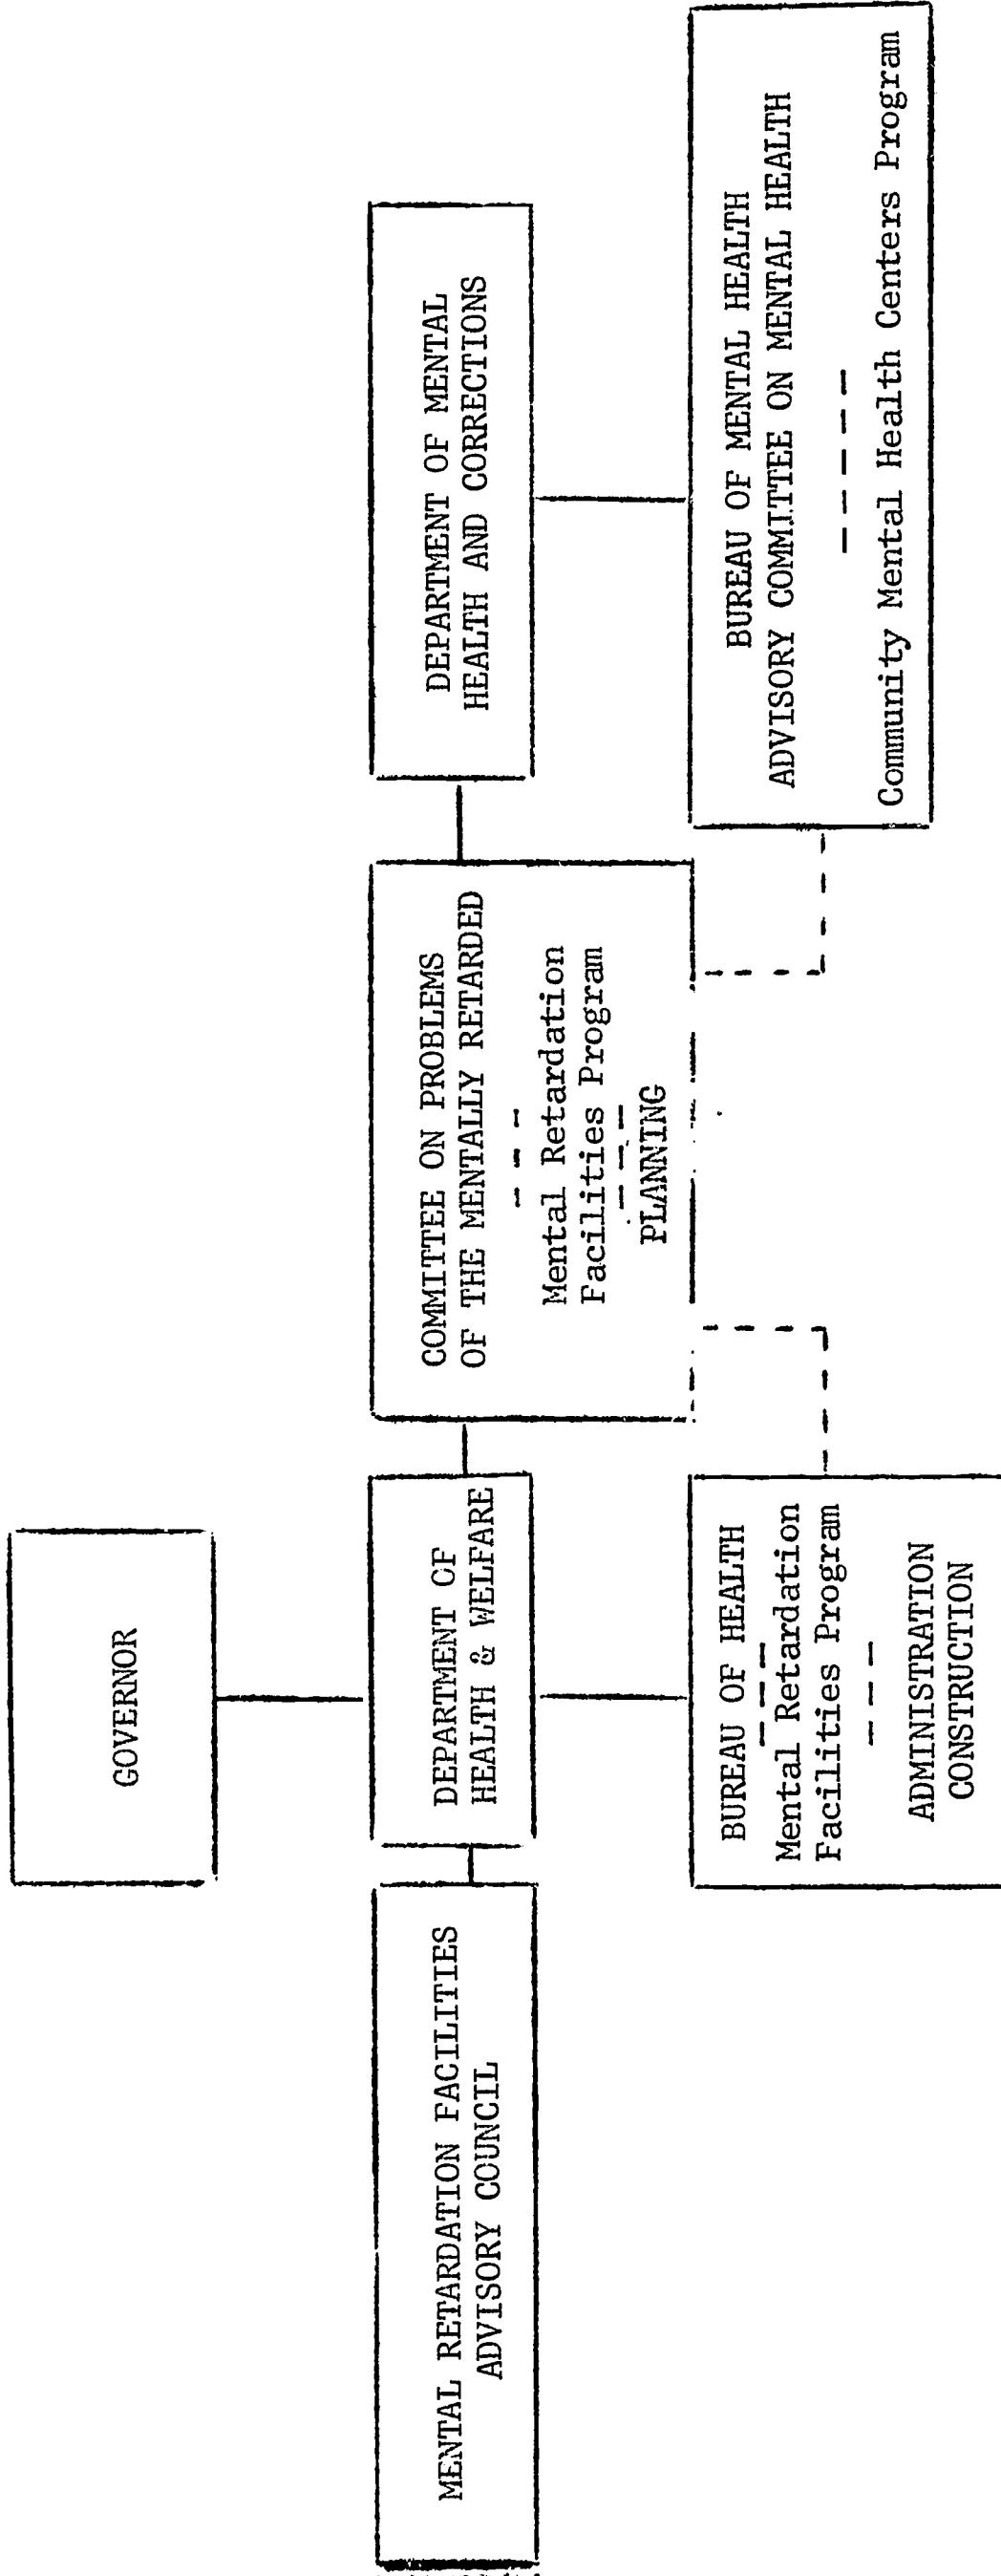 GOVERNOR
MENTAL RETARDATION FACILITIES
ADVISORY COUNCIL
DEPARTMENT OF
HEALTH & WELFARE
COMMITTEE ON PROBLEMS
OF THE MENTALLY RETARDED
Mental Retardation
Facilities Program
PLANNING
DEPARTMENT OF MENTAL
HEALTH AND CORRECTIONS
BUREAU OF HEALTH
Mental Retardation
Facilities Program
ADMINISTRATION
CONSTRUCTION
BUREAU OF MENTAL HEALTH
ADVISORY COMMITTEE ON MENTAL HEALTH
Community Mental Health Centers Program